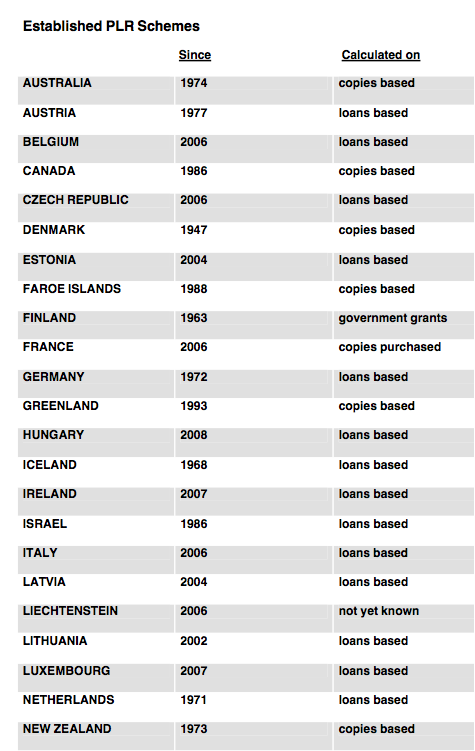 Established PLR Schemes
Since Calculated on
AUSTRALIA 1974 copies based
AUSTRIA 1977 loans based
BELGIUM 2006 loans based
CANADA 1986 copies based
CZECH REPUBLIC 2006 loans based
DENMARK 1947 copies based
ESTONIA 2004 loans based
FAROE ISLANDS 1988 copies based
FINLAND 1963 government grants
FRANCE 2006 copies purchased
GERMANY 1972 loans based
GREENLAND 1993 copies based
HUNGARY 2008 loans based
ICELAND 1968 loans based
IRELAND 2007 loans based
ISRAEL 1986 loans based
ITALY 2006 loans based
LATVIA 2004 loans based
LIECHTENSTEIN 2006 not yet known
LITHUANIA 2002 loans based
LUXEMBOURG 2007 loans based
NETHERLANDS 1971 loans based
NEW ZEALAND 1973 copies based